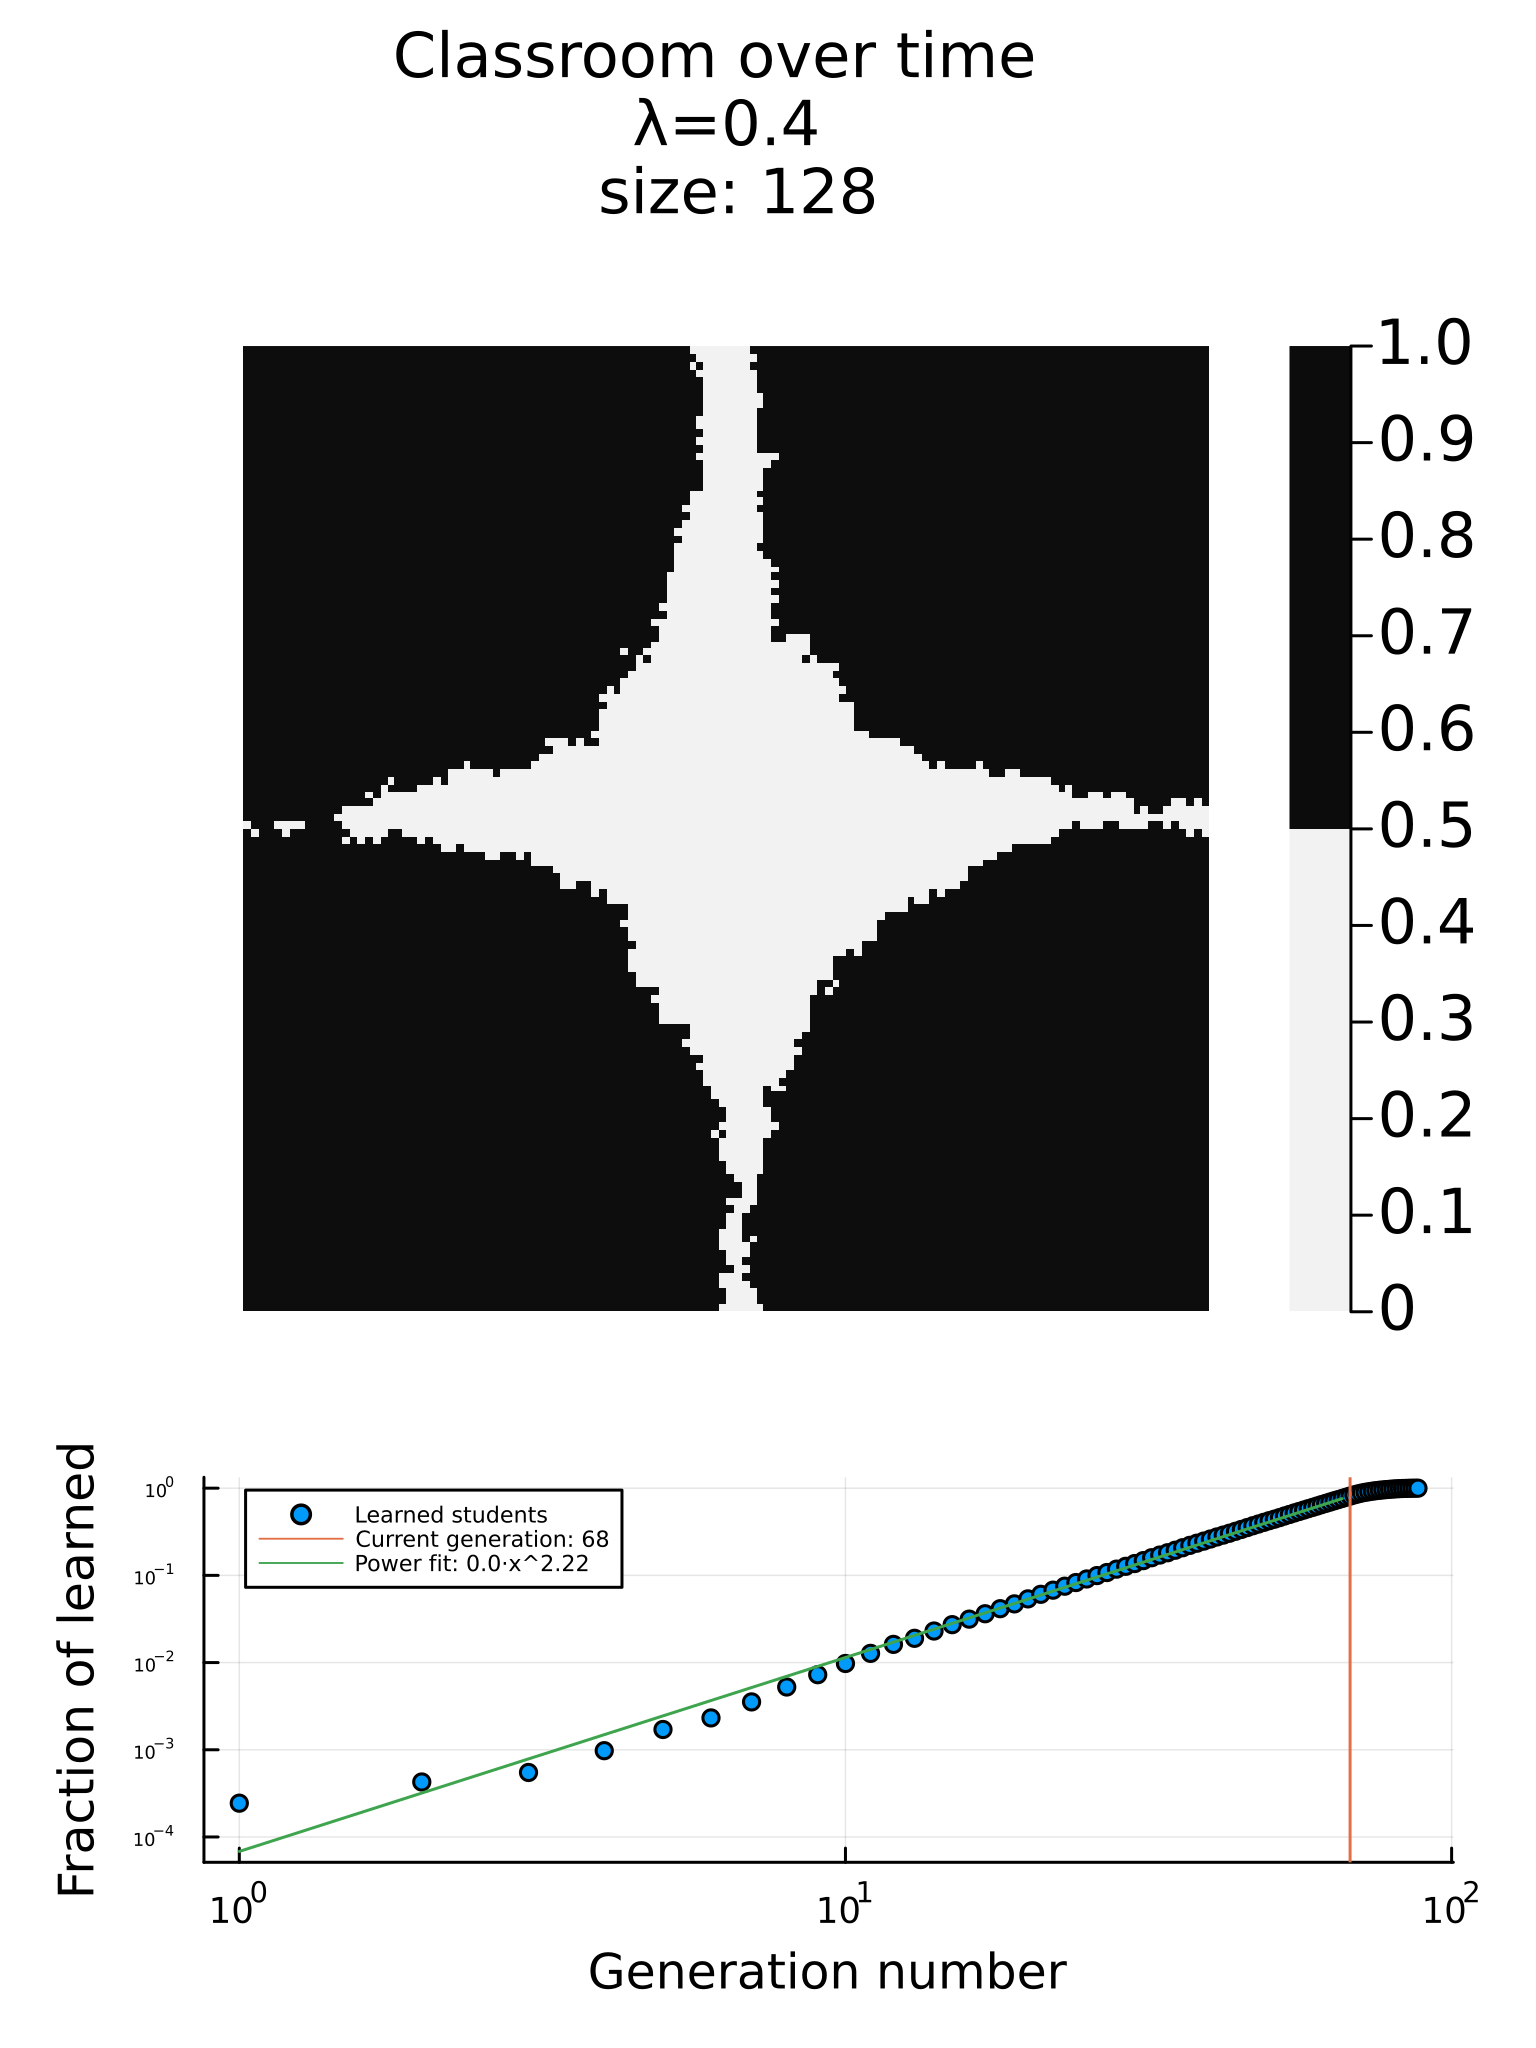 Classroom over time
λ=0.4
size: 128
1.0
0.9
0.8
0.7
0.6
0.5
0.4
0.3
0.2
0.1
0
Fraction of learned
10^0
10^-1
10^-2
10^-3
10^-4
Learned students
Current generation: 68
Power fit: 0.0·x^2.22
10^0 10^1 10^2
Generation number